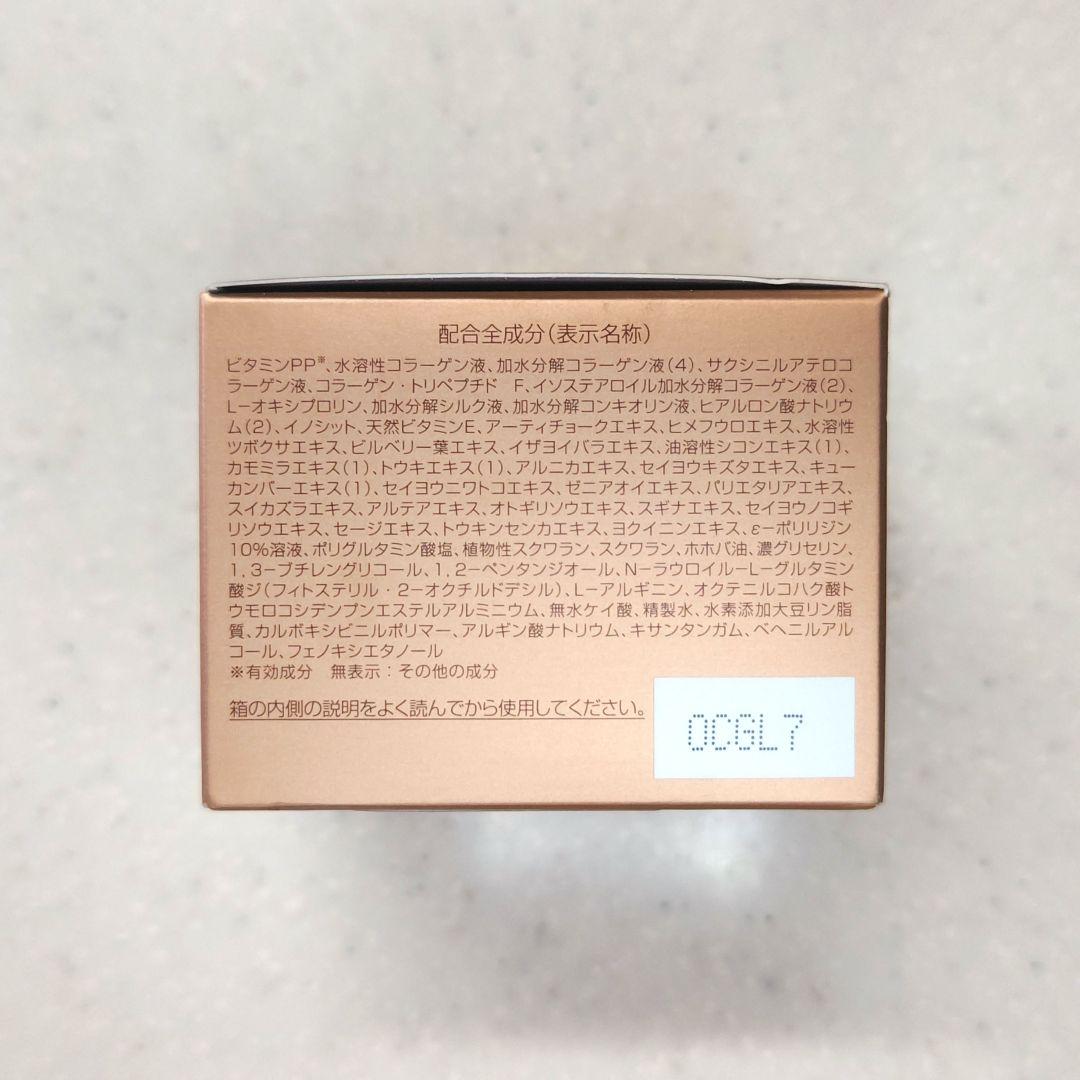 配合全成分(表示名称)
ビタミンPP※、水溶性コラーゲン液、加水分解コラーゲン液(4)、サクシニルアテロコ
ラーゲン液、コラーゲン・トリペプチド F、イソステアロイル加水分解コラーゲン液(2)、
L-オキシプロリン、加水分解シルク液、加水分解コンキオリン液、ヒアルロン酸ナトリウ
ム(2)、イノシット、天然ビタミンE、アーティチョークエキス、ヒメフウロエキス、水溶性
ツボクサエキス、ビルベリー葉エキス、イザヨイバラエキス、油溶性シコンエキス(1)、
カモミラエキス(1)、トウキエキス(1)、アルニカエキス、セイヨウキズタエキス、キュー
カンバーエキス(1)、セイヨウニワトコエキス、ゼニアオイエキス、パリエタリアエキス、
スイカズラエキス、アルテアエキス、オトギリソウエキス、スギナエキス、セイヨウノコギ
リソウエキス、セージエキス、トウキンセンカエキス、ヨクイニンエキス、ε-ポリリジン
10%溶液、ポリグルタミン酸塩、植物性スクワラン、スクワラン、ホホバ油、濃グリセリン、
1,3-ブチレングリコール、1,2-ペンタンジオール、N-ラウロイル-L-グルタミン
酸ジ(フィトステリル・2-オクチルドデシル)、L-アルギニン、オクテニルコハク酸ト
ウモロコシデンプンエステルアルミニウム、無水ケイ酸、精製水、水素添加大豆リン脂
質、カルボキシビニルポリマー、アルギン酸ナトリウム、キサンタンガム、ベヘニルアル
コール、フェノキシエタノール
※有効成分 無表示:その他の成分
箱の内側の説明をよく読んでから使用してください。
OCGL7